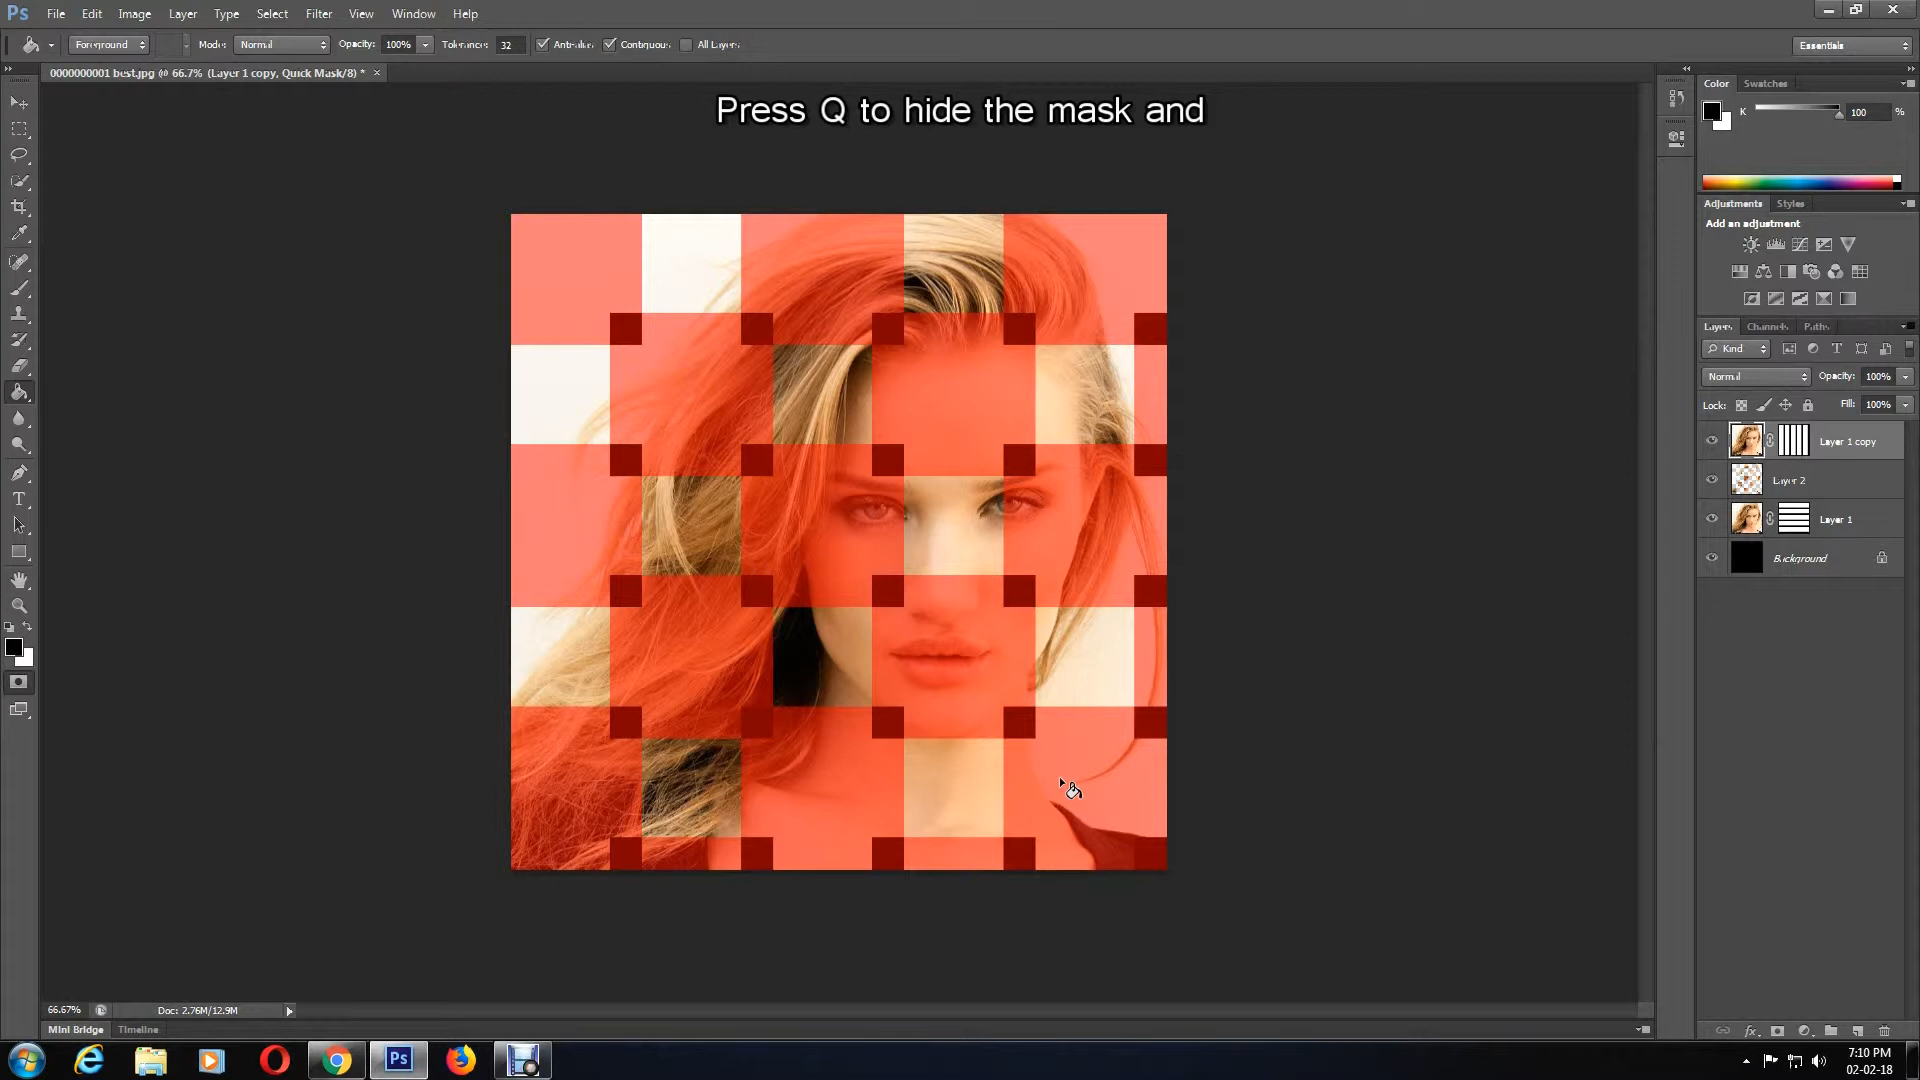 Ps File Edit Image Layer Type Select Filter View Window Help
Foreground Mode: Normal Opacity: 100% Tolerance: 32 Anti-alias Contiguous All Layers Essentials
0000000001 best.jpg @ 66.7% (Layer 1 copy, Quick Mask/8) * ×
Press Q to hide the mask and
Color Swatches
K 100 %
Adjustments Styles
Add an adjustment
Layers Channels Paths
Kind
Normal Opacity: 100%
Lock: Fill: 100%
Layer 1 copy
Layer 2
Layer 1
Background
66.67% Doc: 2.76M/12.9M
Mini Bridge Timeline
Ps
7:10 PM
02-02-18